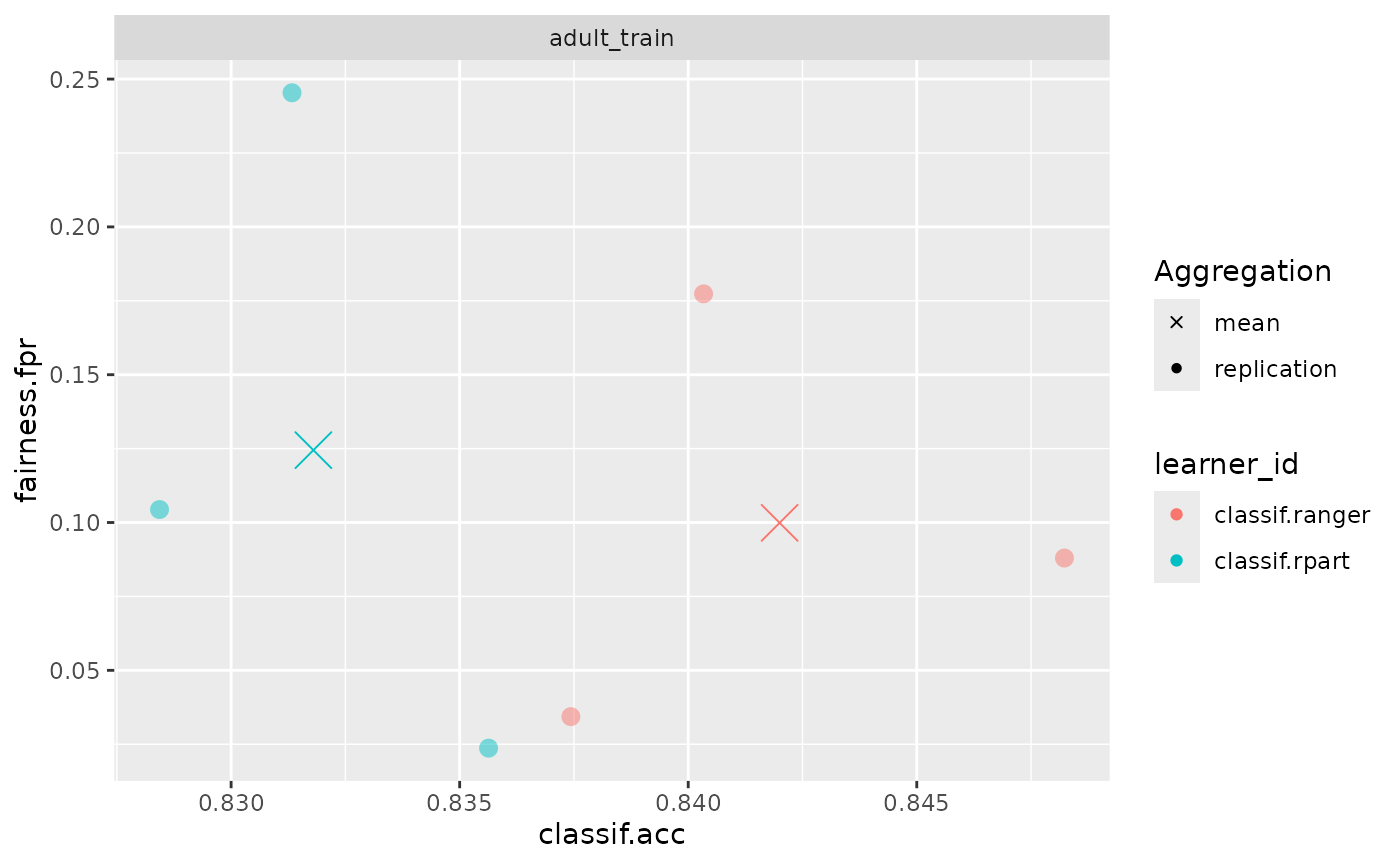 adult_train
0.25
0.20
0.15
0.10
0.05
fairness.fpr
0.830
0.835
0.840
0.845
classif.acc
Aggregation
mean
replication
learner_id
classif.ranger
classif.rpart